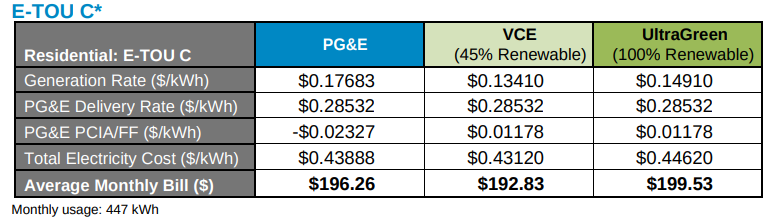 E-TOU C*
Residential: E-TOU C PG&E VCE (45% Renewable) UltraGreen (100% Renewable)
Generation Rate ($/kWh) $0.17683 $0.13410 $0.14910
PG&E Delivery Rate ($/kWh) $0.28532 $0.28532 $0.28532
PG&E PCIA/FF ($/kWh) -$0.02327 $0.01178 $0.01178
Total Electricity Cost ($/kWh) $0.43888 $0.43120 $0.44620
Average Monthly Bill ($) $196.26 $192.83 $199.53
Monthly usage: 447 kWh